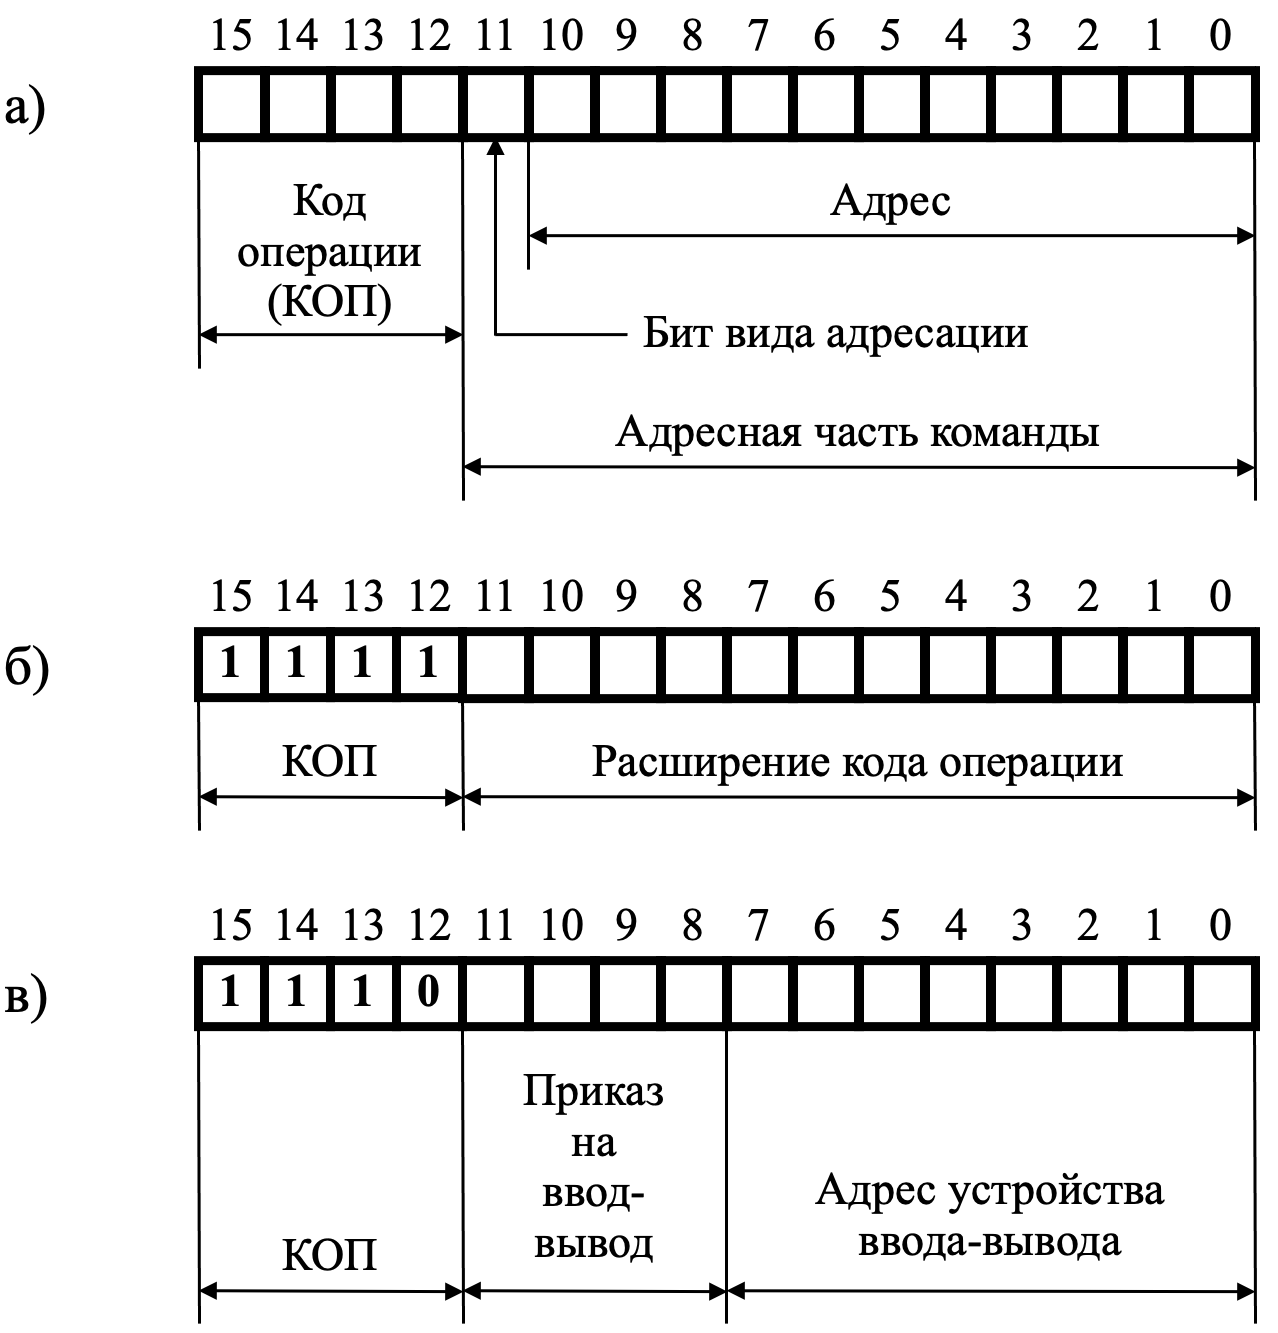 15 14 13 12 11 10 9 8 7 6 5 4 3 2 1 0
а)
Код
операции
(КОП)
Адрес
Бит вида адресации
Адресная часть команды
15 14 13 12 11 10 9 8 7 6 5 4 3 2 1 0
б) 1 1 1 1
КОП
Расширение кода операции
15 14 13 12 11 10 9 8 7 6 5 4 3 2 1 0
в) 1 1 1 0
КОП
Приказ
на
ввод-
вывод
Адрес устройства
ввода-вывода